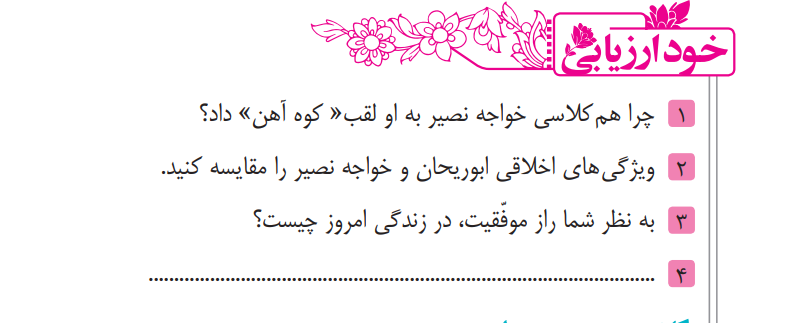 خودارزیابی
۱ چرا هم‌کلاسی خواجه نصیر به او لقب« کوه آهن» داد؟
۲ ویژگی‌های اخلاقی ابوریحان و خواجه نصیر را مقایسه کنید.
۳ به نظر شما راز موفّقیت، در زندگی امروز چیست؟
۴ ....................................................................................................